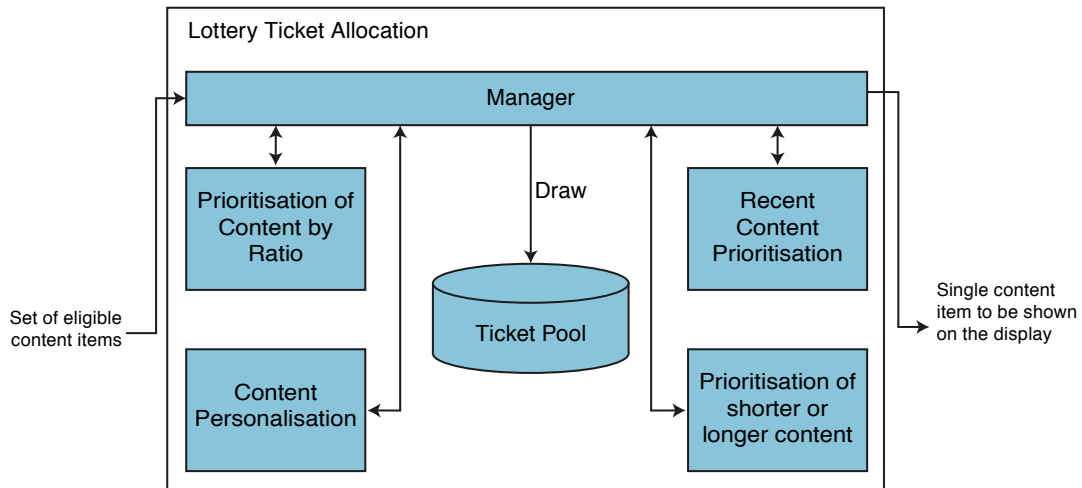 Lottery Ticket Allocation
Manager
Prioritisation of
Content by
Ratio
Draw
Recent
Content
Prioritisation
Set of eligible
content items
Ticket Pool
Single content
item to be shown
on the display
Content
Personalisation
Prioritisation of
shorter or
longer content